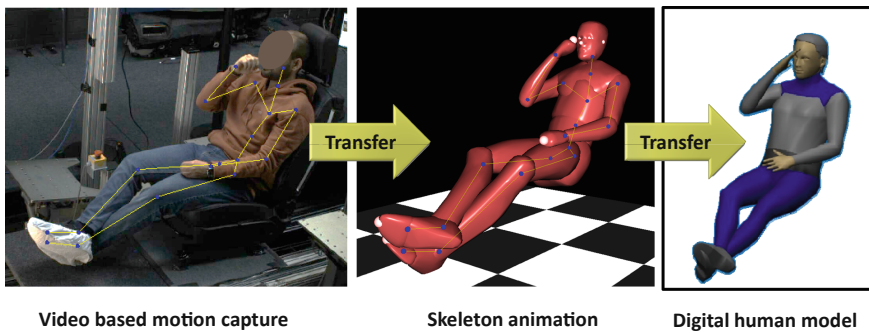 Transfer
Transfer
Video based motion capture
Skeleton animation
Digital human model